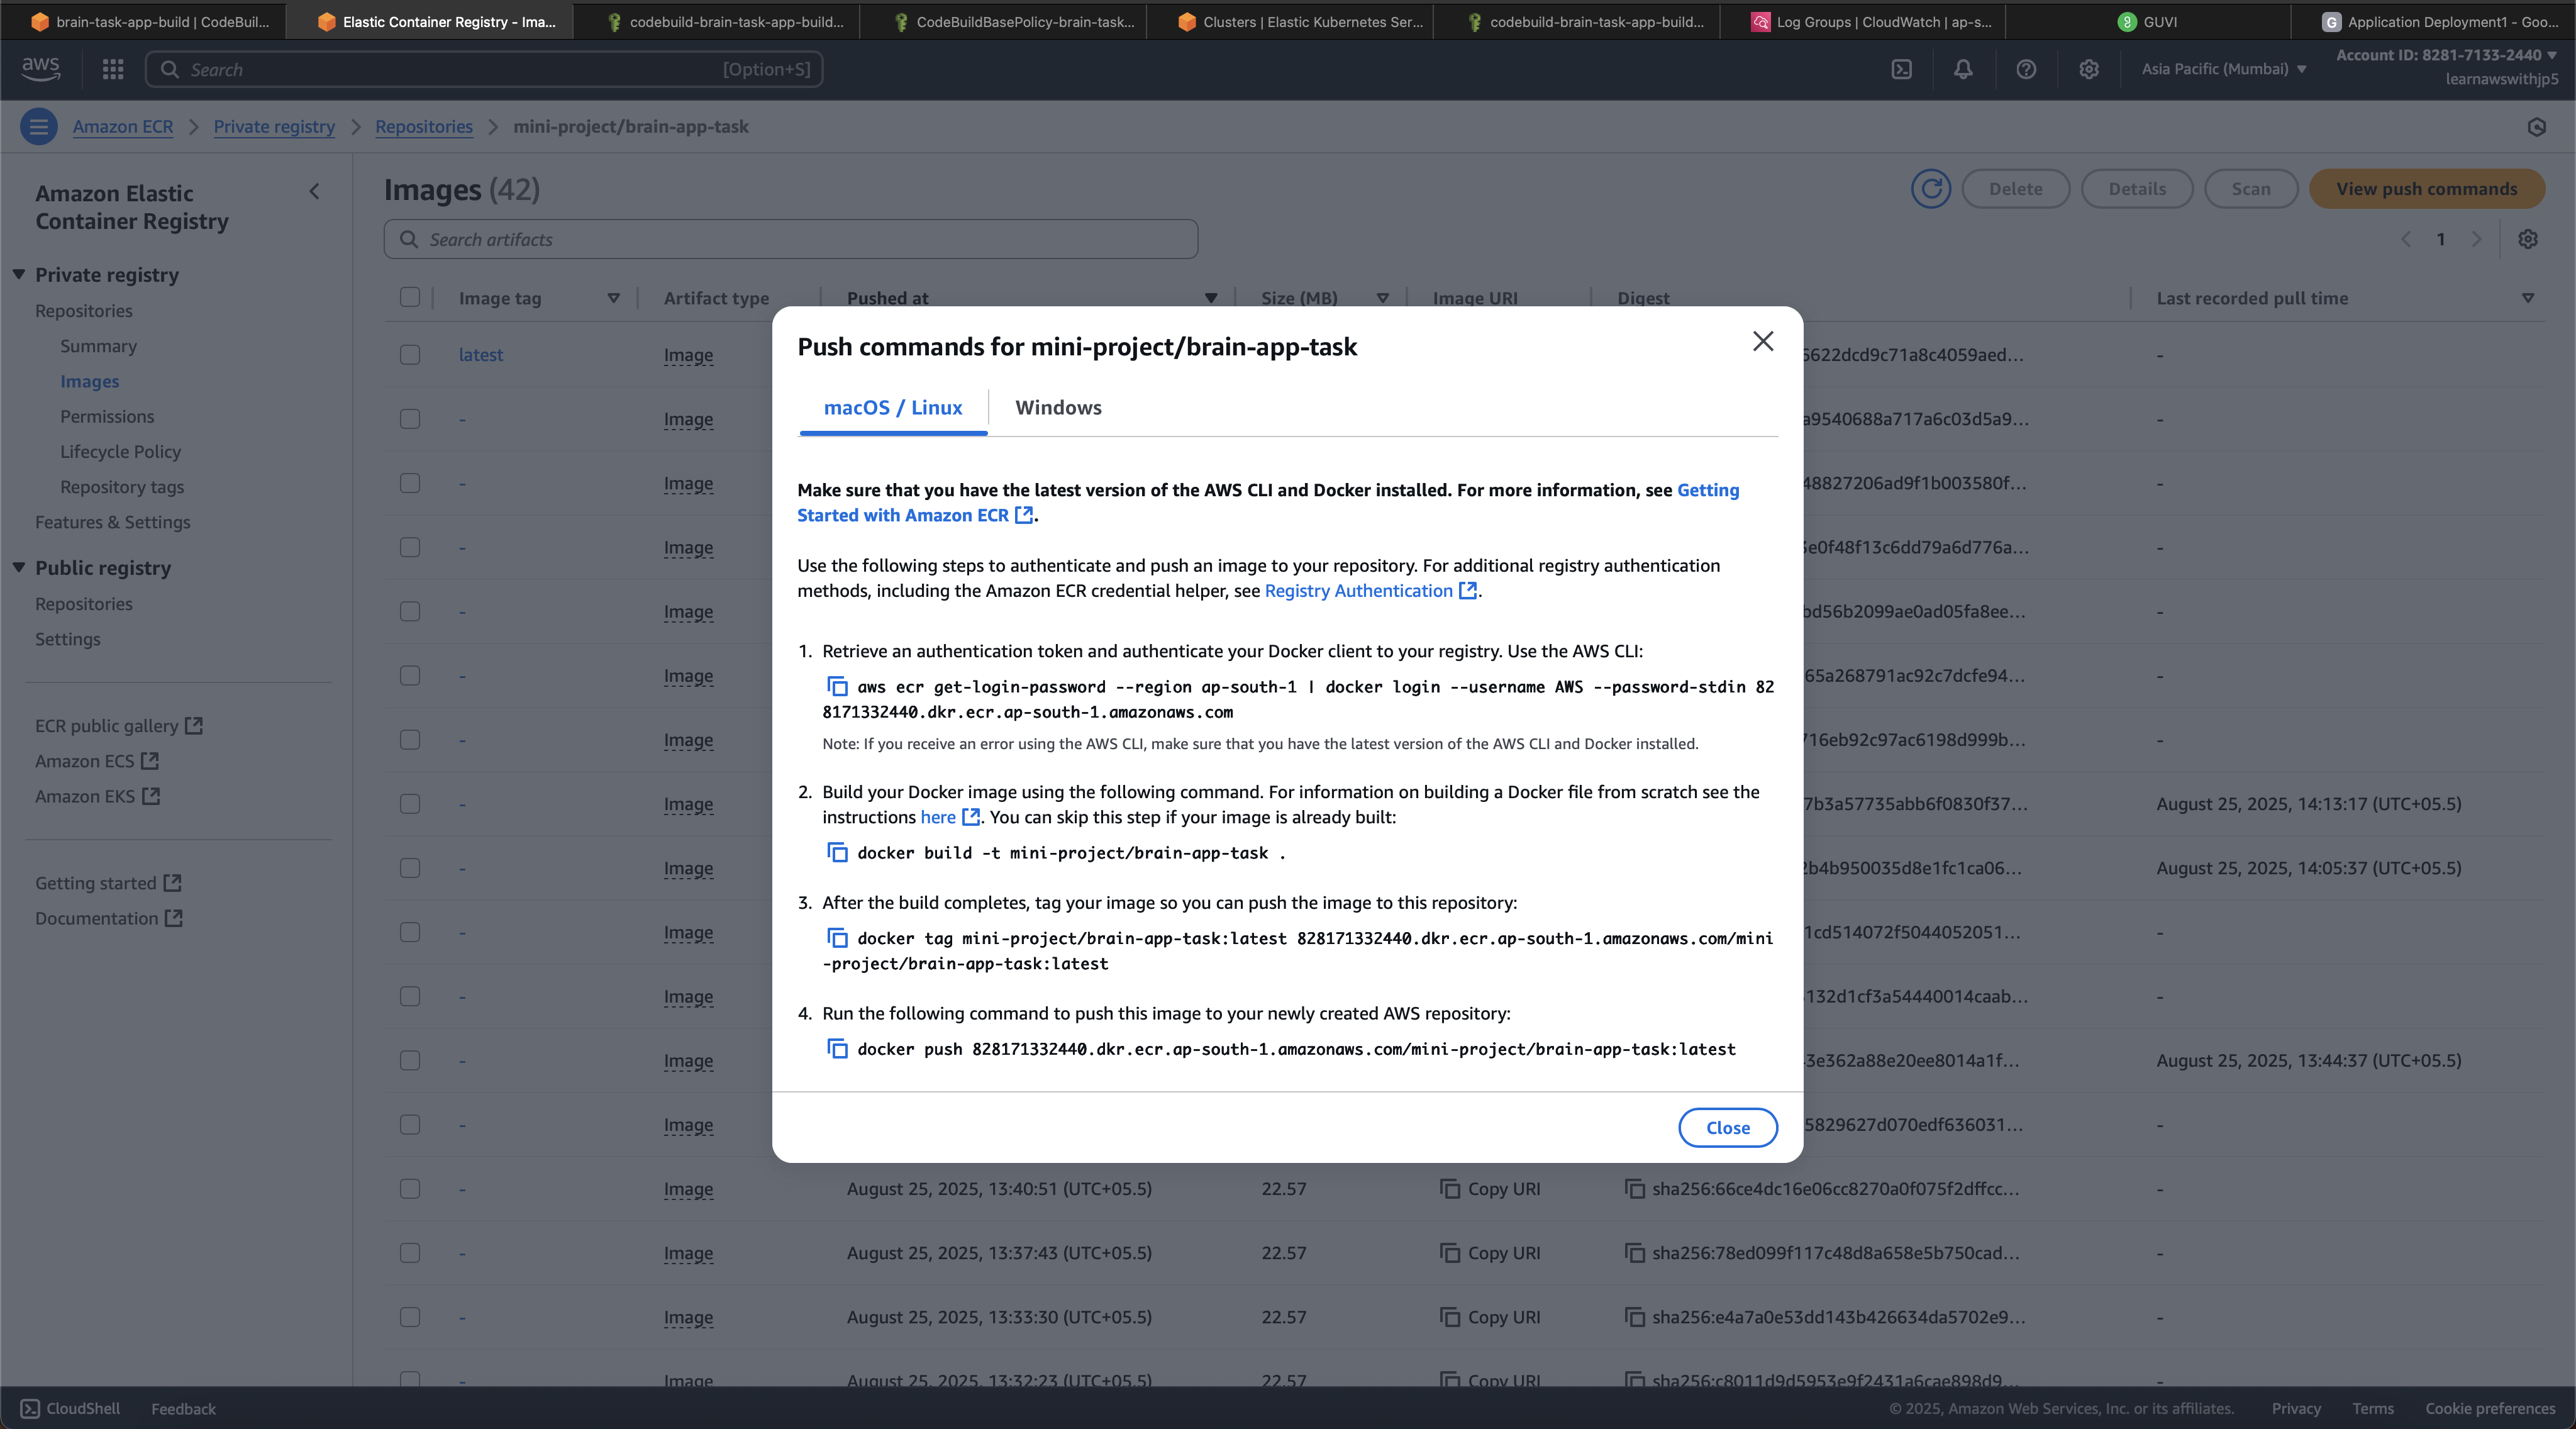 brain-task-app-build | CodeBuil...
Elastic Container Registry - Ima...
codebuild-brain-task-app-build...
CodeBuildBasePolicy-brain-task...
Clusters | Elastic Kubernetes Ser...
codebuild-brain-task-app-build...
Log Groups | CloudWatch | ap-s...
GUVI
Application Deployment1 - Goo...
aws
Search
[Option+S]
Asia Pacific (Mumbai)
Account ID: 8281-7133-2440
learnawswithjp5
Amazon ECR
Private registry
Repositories
mini-project/brain-app-task
Amazon Elastic
Container Registry
Private registry
Repositories
Summary
Images
Permissions
Lifecycle Policy
Repository tags
Features & Settings
Public registry
Repositories
Settings
ECR public gallery
Amazon ECS
Amazon EKS
Getting started
Documentation
Images (42)
Delete
Details
Scan
View push commands
Search artifacts
1
Image tag
Artifact type
Pushed at
Size (MB)
Image URI
Digest
Last recorded pull time
latest Image 5622dcd9c71a8c4059aed... -
- Image a9540688a717a6c03d5a9... -
- Image 48827206ad9f1b003580f... -
- Image e0f48f13c6dd79a6d776a... -
- Image bd56b2099ae0ad05fa8ee... -
- Image 65a268791ac92c7dcfe94... -
- Image 716eb92c97ac6198d999b... -
- Image 7b3a57735abb6f0830f37... August 25, 2025, 14:13:17 (UTC+05.5)
- Image 2b4b950035d8e1fc1ca06... August 25, 2025, 14:05:37 (UTC+05.5)
- Image 1cd514072f5044052051... -
- Image 132d1cf3a54440014caab... -
- Image 3e362a88e20ee8014a1f... August 25, 2025, 13:44:37 (UTC+05.5)
- Image 5829627d070edf636031... -
- Image August 25, 2025, 13:40:51 (UTC+05.5) 22.57 Copy URI sha256:66ce4dc16e06cc8270a0f075f2dffcc... -
- Image August 25, 2025, 13:37:43 (UTC+05.5) 22.57 Copy URI sha256:78ed099f117c48d8a658e5b750cad... -
- Image August 25, 2025, 13:33:30 (UTC+05.5) 22.57 Copy URI sha256:e4a7a0e53dd143b426634da5702e9... -
- Image August 25, 2025, 13:32:23 (UTC+05.5) 22.57 Copy URI sha256:c8011d9d5953e9f2431a6cae898d9... -
Push commands for mini-project/brain-app-task
macOS / Linux
Windows
Make sure that you have the latest version of the AWS CLI and Docker installed. For more information, see Getting
Started with Amazon ECR.
Use the following steps to authenticate and push an image to your repository. For additional registry authentication
methods, including the Amazon ECR credential helper, see Registry Authentication.
1. Retrieve an authentication token and authenticate your Docker client to your registry. Use the AWS CLI:
aws ecr get-login-password --region ap-south-1 | docker login --username AWS --password-stdin 82
8171332440.dkr.ecr.ap-south-1.amazonaws.com
Note: If you receive an error using the AWS CLI, make sure that you have the latest version of the AWS CLI and Docker installed.
2. Build your Docker image using the following command. For information on building a Docker file from scratch see the
instructions here. You can skip this step if your image is already built:
docker build -t mini-project/brain-app-task .
3. After the build completes, tag your image so you can push the image to this repository:
docker tag mini-project/brain-app-task:latest 828171332440.dkr.ecr.ap-south-1.amazonaws.com/mini
-project/brain-app-task:latest
4. Run the following command to push this image to your newly created AWS repository:
docker push 828171332440.dkr.ecr.ap-south-1.amazonaws.com/mini-project/brain-app-task:latest
Close
CloudShell
Feedback
© 2025, Amazon Web Services, Inc. or its affiliates.
Privacy
Terms
Cookie preferences